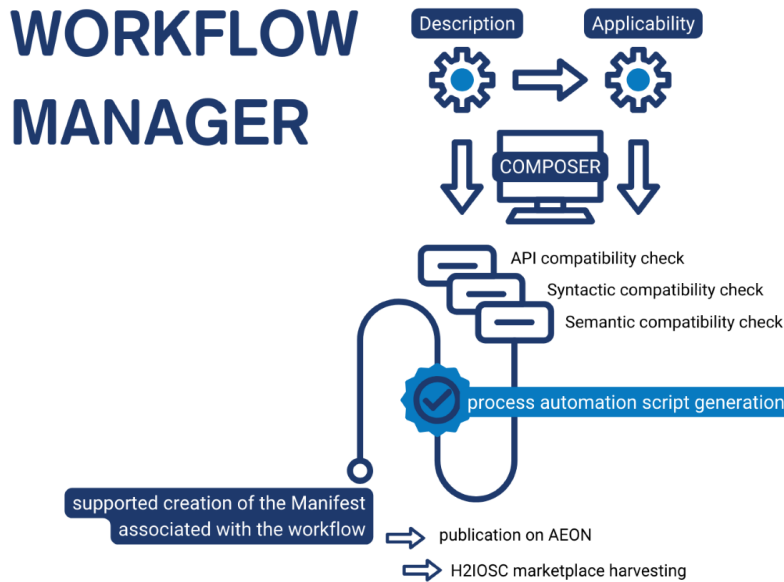 WORKFLOW
MANAGER
Description
Applicability
COMPOSER
API compatibility check
Syntactic compatibility check
Semantic compatibility check
process automation script generation
supported creation of the Manifest
associated with the workflow
publication on AEON
H2IOSC marketplace harvesting